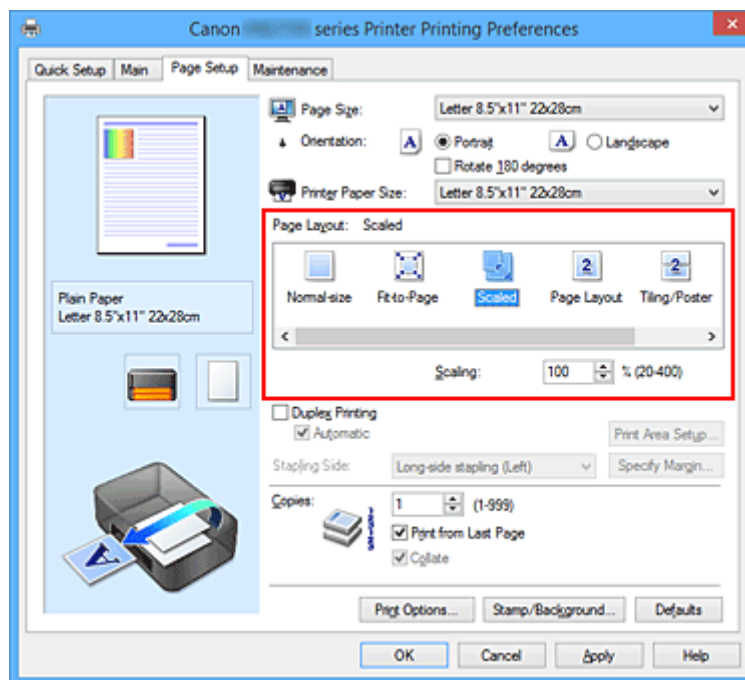 Canon series Printer Printing Preferences
Quick Setup Main Page Setup Maintenance
Page Size: Letter 8.5"x11" 22x28cm
Orientation: A Portrait A Landscape
Rotate 180 degrees
Printer Paper Size: Letter 8.5"x11" 22x28cm
Page Layout: Scaled
2 2
Normal-size Fit-to-Page Scaled Page Layout Tiling/Poster
Plain Paper
Letter 8.5"x11" 22x28cm
Scaling: 100 % (20-400)
Duplex Printing
Automatic
Print Area Setup...
Stapling Side: Long-side stapling (Left) Specify Margin...
Copies: 1 (1-999)
Print from Last Page
Collate
A
Print Options... Stamp/Background... Defaults
OK Cancel Apply Help